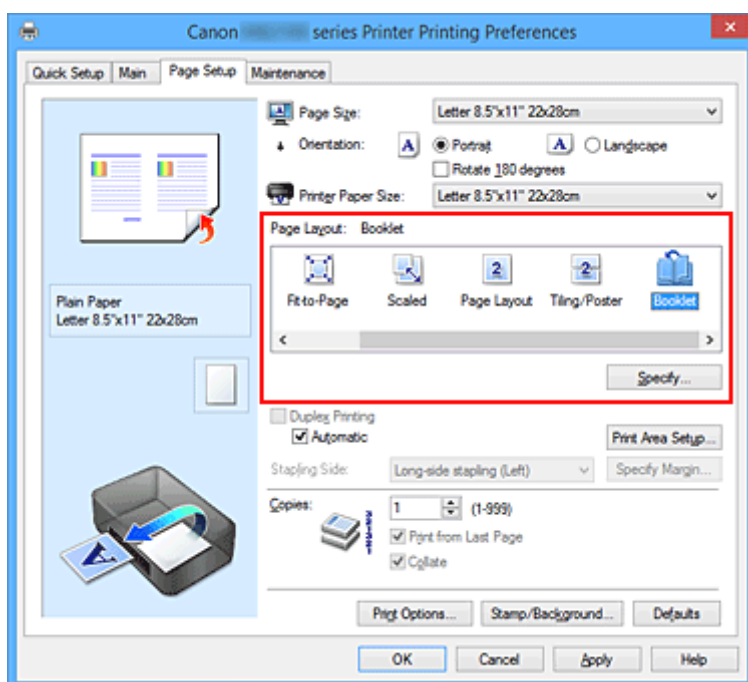 Canon series Printer Printing Preferences
Quick Setup Main Page Setup Maintenance
Page Size: Letter 8.5"x11" 22x28cm
Orientation: A Portrait A Landscape
Rotate 180 degrees
Printer Paper Size: Letter 8.5"x11" 22x28cm
Page Layout: Booklet
2 2
Fit-to-Page Scaled Page Layout Tiling/Poster Booklet
Plain Paper
Letter 8.5"x11" 22x28cm
Specify...
Duplex Printing
Automatic
Print Area Setup...
Stapling Side: Long-side stapling (Left) Specify Margin...
Copies: 1 (1-999)
Print from Last Page
Collate
A
Print Options... Stamp/Background... Defaults
OK Cancel Apply Help